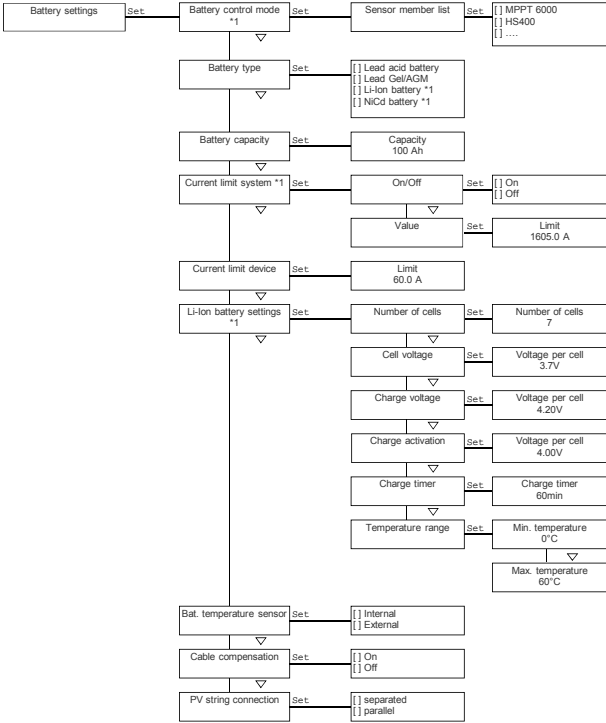 Battery settings
Set
Battery control mode
*1
Set
Sensor member list
Set
[ ] MPPT 6000
[ ] HS400
[ ] ....
Battery type
Set
[ ] Lead acid battery
[ ] Lead Gel/AGM
[ ] Li-Ion battery *1
[ ] NiCd battery *1
Battery capacity
Set
Capacity
100 Ah
Current limit system *1
Set
On/Off
Set
[ ] On
[ ] Off
Value
Set
Limit
1605.0 A
Current limit device
Set
Limit
60.0 A
Li-Ion battery settings
*1
Set
Number of cells
Set
Number of cells
7
Cell voltage
Set
Voltage per cell
3.7V
Charge voltage
Set
Voltage per cell
4.20V
Charge activation
Set
Voltage per cell
4.00V
Charge timer
Set
Charge timer
60min
Temperature range
Set
Min. temperature
0°C
Max. temperature
60°C
Bat. temperature sensor
Set
[ ] Internal
[ ] External
Cable compensation
Set
[ ] On
[ ] Off
PV string connection
Set
[ ] separated
[ ] parallel